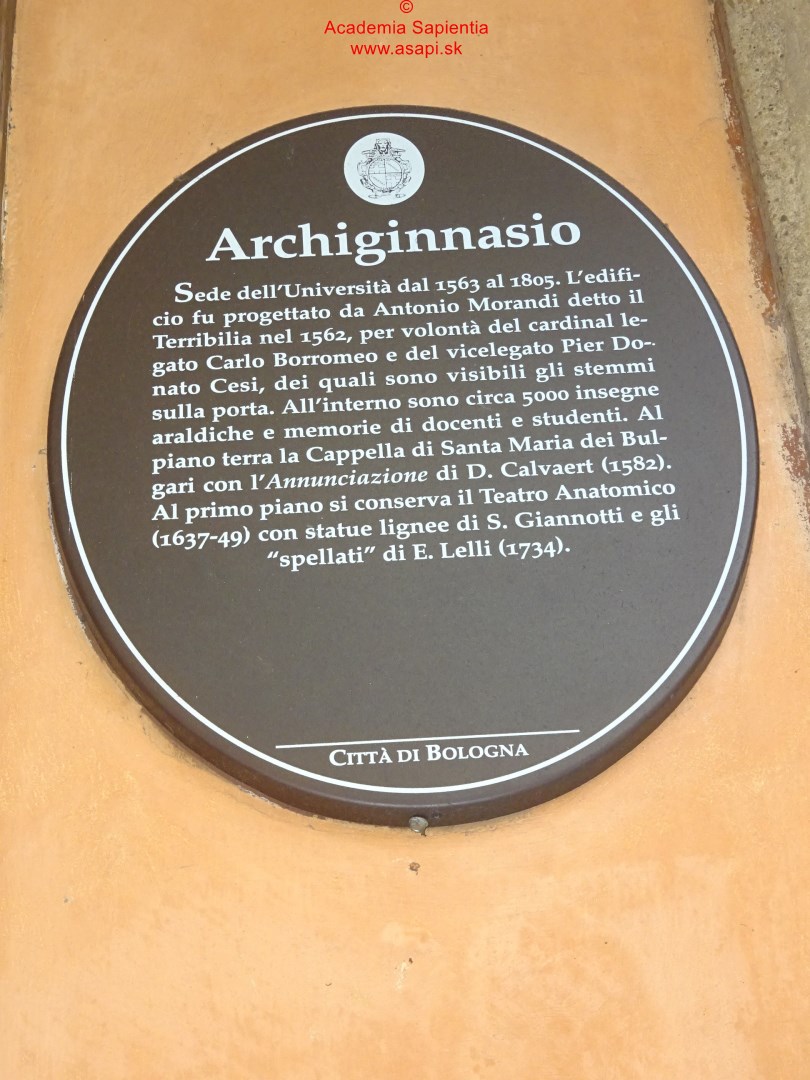 ©
Academia Sapientia
www.asapi.sk
Archiginnasio
Sede dell'Università dal 1563 al 1805. L'edifi-
cio fu progettato da Antonio Morandi detto il
Terribilia nel 1562, per volontà del cardinal le-
gato Carlo Borromeo e del vicelegato Pier Do-
nato Cesi, dei quali sono visibili gli stemmi
sulla porta. All'interno sono circa 5000 insegne
araldiche e memorie di docenti e studenti. Al
piano terra la Cappella di Santa Maria dei Bul-
gari con l'Annunciazione di D. Calvaert (1582).
Al primo piano si conserva il Teatro Anatomico
(1637-49) con statue lignee di S. Giannotti e gli
“spellati” di E. Lelli (1734).
Città di Bologna